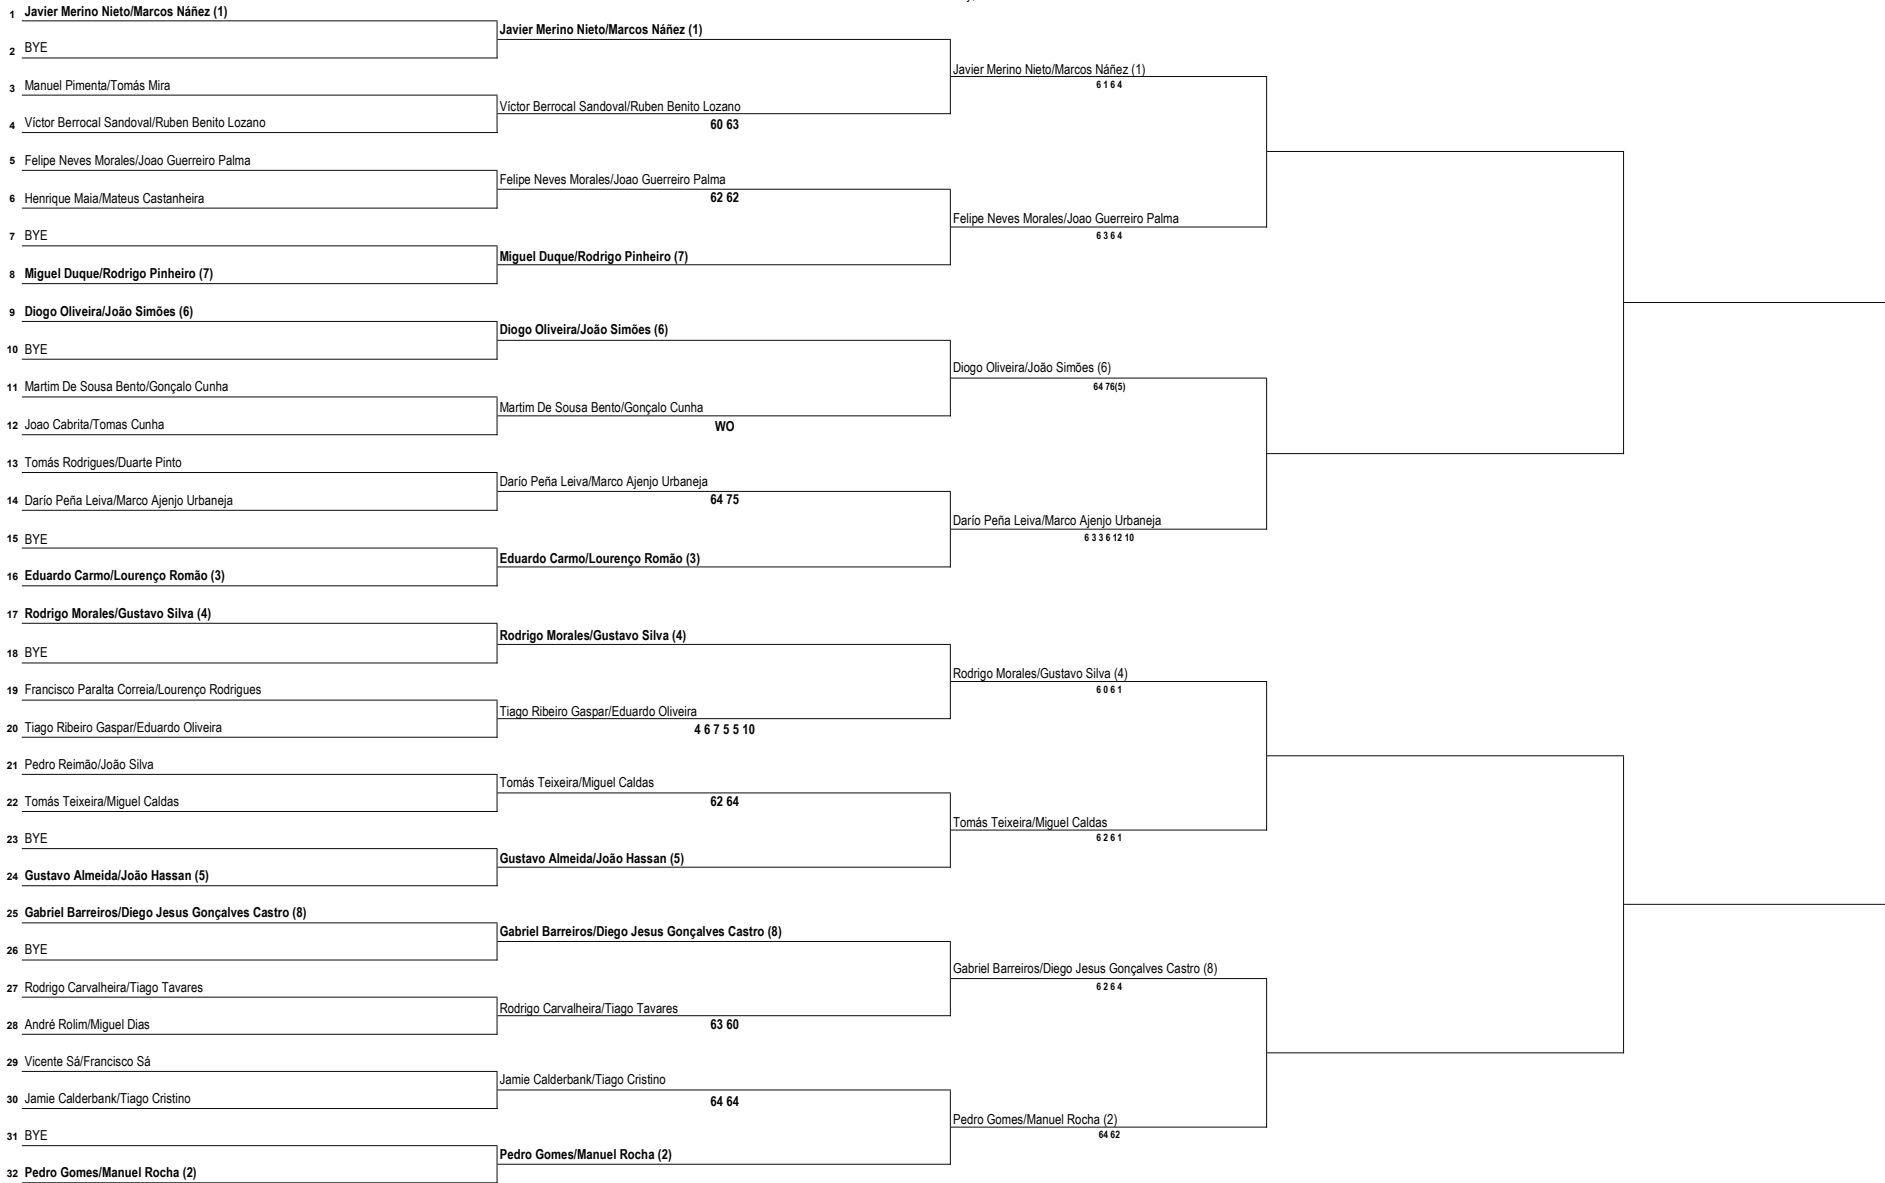 1 Javier Merino Nieto/Marcos Náñez (1)
Javier Merino Nieto/Marcos Náñez (1)
2 BYE
Javier Merino Nieto/Marcos Náñez (1)
6 1 6 4
3 Manuel Pimenta/Tomás Mira
Víctor Berrocal Sandoval/Ruben Benito Lozano
60 63
4 Víctor Berrocal Sandoval/Ruben Benito Lozano
5 Felipe Neves Morales/Joao Guerreiro Palma
Felipe Neves Morales/Joao Guerreiro Palma
62 62
6 Henrique Maia/Mateus Castanheira
Felipe Neves Morales/Joao Guerreiro Palma
6 3 6 4
7 BYE
Miguel Duque/Rodrigo Pinheiro (7)
8 Miguel Duque/Rodrigo Pinheiro (7)
9 Diogo Oliveira/João Simões (6)
Diogo Oliveira/João Simões (6)
10 BYE
Diogo Oliveira/João Simões (6)
64 76(5)
11 Martim De Sousa Bento/Gonçalo Cunha
Martim De Sousa Bento/Gonçalo Cunha
WO
12 Joao Cabrita/Tomas Cunha
13 Tomás Rodrigues/Duarte Pinto
Darío Peña Leiva/Marco Ajenjo Urbaneja
64 75
14 Darío Peña Leiva/Marco Ajenjo Urbaneja
Darío Peña Leiva/Marco Ajenjo Urbaneja
6 3 3 6 12 10
15 BYE
Eduardo Carmo/Lourenço Romão (3)
16 Eduardo Carmo/Lourenço Romão (3)
17 Rodrigo Morales/Gustavo Silva (4)
Rodrigo Morales/Gustavo Silva (4)
18 BYE
Rodrigo Morales/Gustavo Silva (4)
6 0 6 1
19 Francisco Paralta Correia/Lourenço Rodrigues
Tiago Ribeiro Gaspar/Eduardo Oliveira
4 6 7 5 5 10
20 Tiago Ribeiro Gaspar/Eduardo Oliveira
21 Pedro Reimão/João Silva
Tomás Teixeira/Miguel Caldas
62 64
22 Tomás Teixeira/Miguel Caldas
Tomás Teixeira/Miguel Caldas
6 2 6 1
23 BYE
Gustavo Almeida/João Hassan (5)
24 Gustavo Almeida/João Hassan (5)
25 Gabriel Barreiros/Diego Jesus Gonçalves Castro (8)
Gabriel Barreiros/Diego Jesus Gonçalves Castro (8)
26 BYE
Gabriel Barreiros/Diego Jesus Gonçalves Castro (8)
6 2 6 4
27 Rodrigo Carvalheira/Tiago Tavares
Rodrigo Carvalheira/Tiago Tavares
63 60
28 André Rolim/Miguel Dias
29 Vicente Sá/Francisco Sá
Jamie Calderbank/Tiago Cristino
64 64
30 Jamie Calderbank/Tiago Cristino
Pedro Gomes/Manuel Rocha (2)
64 62
31 BYE
Pedro Gomes/Manuel Rocha (2)
32 Pedro Gomes/Manuel Rocha (2)